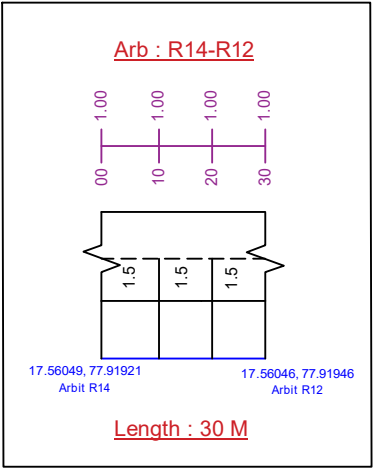 Arb : R14-R12
1.00 1.00 1.00 1.00
00 10 20 30
1.5 1.5 1.5
17.56049, 77.91921
Arbit R14
17.56046, 77.91946
Arbit R12
Length : 30 M